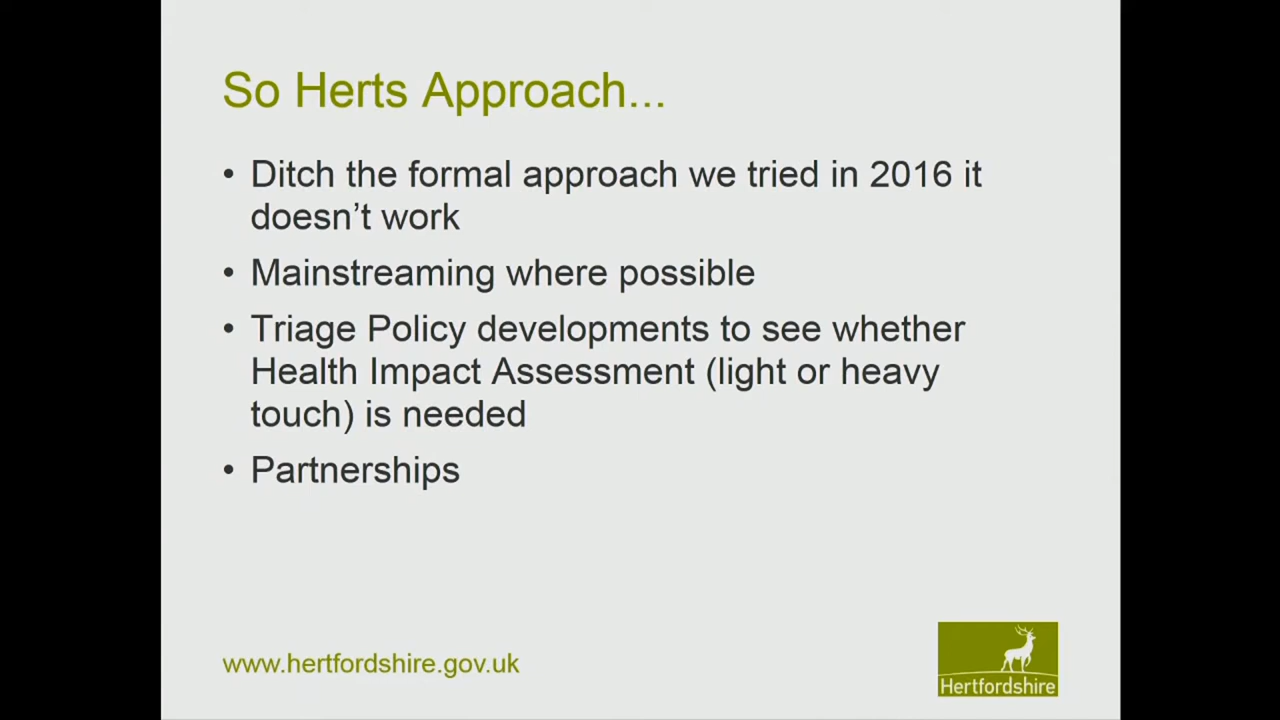 So Herts Approach...
• Ditch the formal approach we tried in 2016 it
doesn’t work
• Mainstreaming where possible
• Triage Policy developments to see whether
Health Impact Assessment (light or heavy
touch) is needed
• Partnerships
www.hertfordshire.gov.uk
Hertfordshire